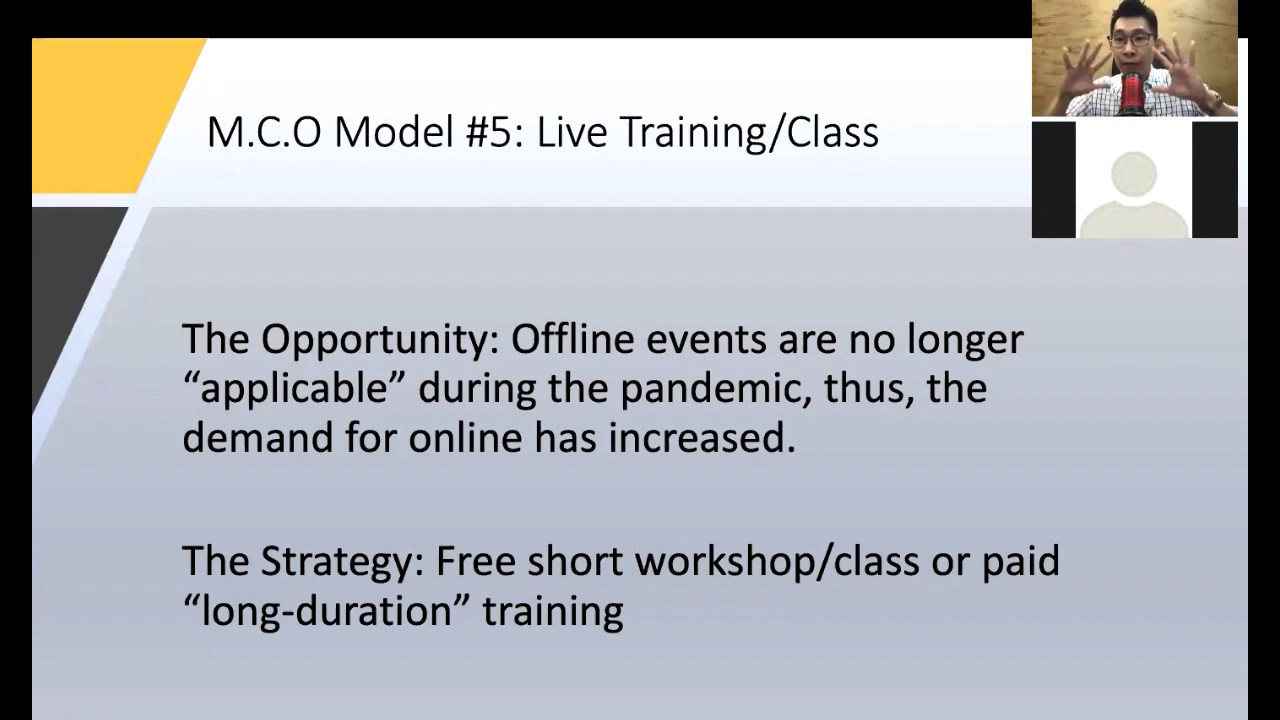 M.C.O Model #5: Live Training/Class
The Opportunity: Offline events are no longer
“applicable” during the pandemic, thus, the
demand for online has increased.
The Strategy: Free short workshop/class or paid
“long-duration” training